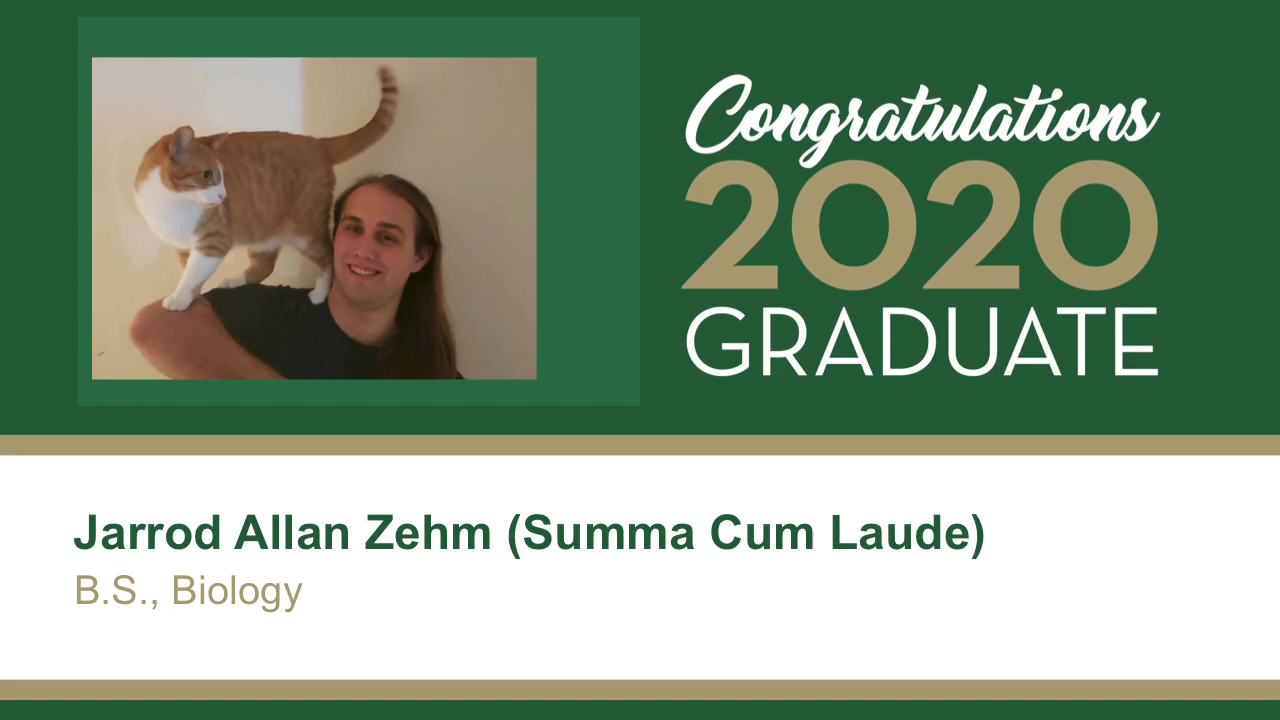 Congratulations
2020
GRADUATE
Jarrod Allan Zehm (Summa Cum Laude)
B.S., Biology